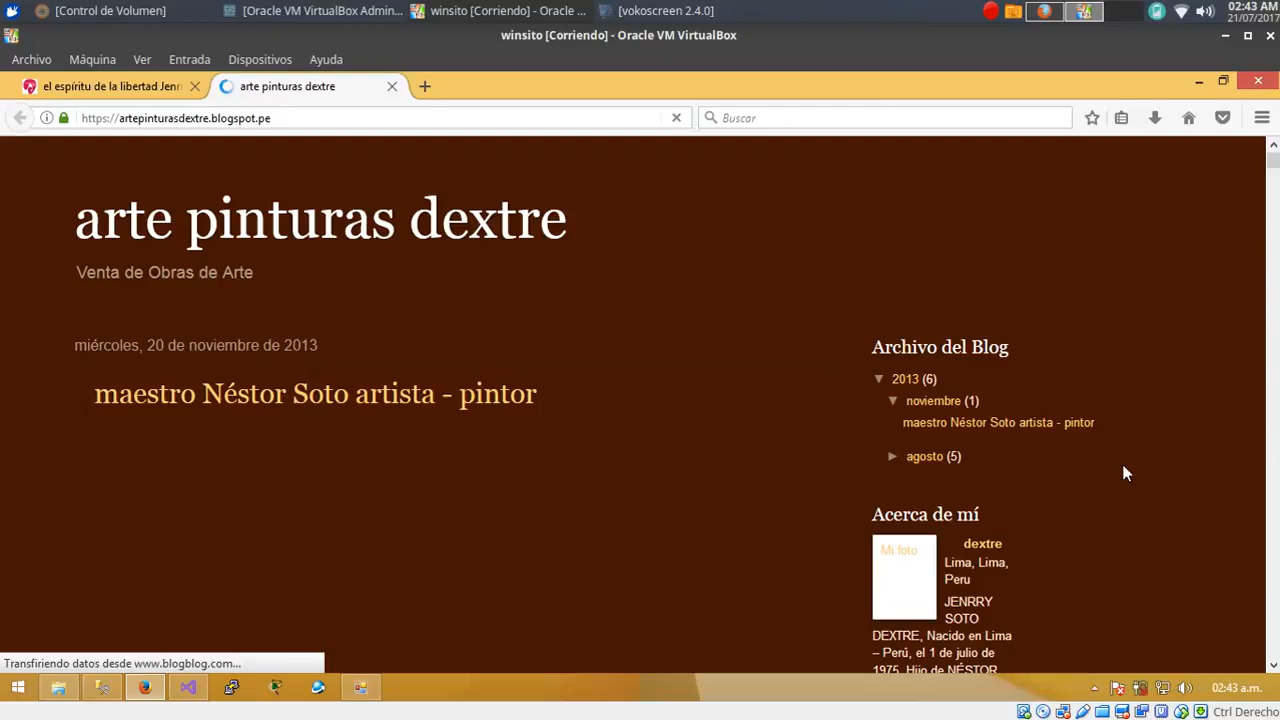 [Control de Volumen]
[Oracle VM VirtualBox Admin...
winsito [Corriendo] - Oracle ...
[vokoscreen 2.4.0]
02:43 AM
21/07/2017
winsito [Corriendo] - Oracle VM VirtualBox
Archivo Máquina Ver Entrada Dispositivos Ayuda
el espíritu de la libertad Jenr
arte pinturas dextre
https://artepinturasdextre.blogspot.pe
Buscar
arte pinturas dextre
Venta de Obras de Arte
miércoles, 20 de noviembre de 2013
maestro Néstor Soto artista - pintor
Archivo del Blog
▼ 2013 (6)
▼ noviembre (1)
maestro Néstor Soto artista - pintor
► agosto (5)
Acerca de mí
Mi foto
dextre
Lima, Lima,
Peru
JENRRY
SOTO
DEXTRE, Nacido en Lima
– Perú, el 1 de julio de
1975. Hijo de NÉSTOR
Transfiriendo datos desde www.blogblog.com...
02:43 a.m.
Ctrl Derecho